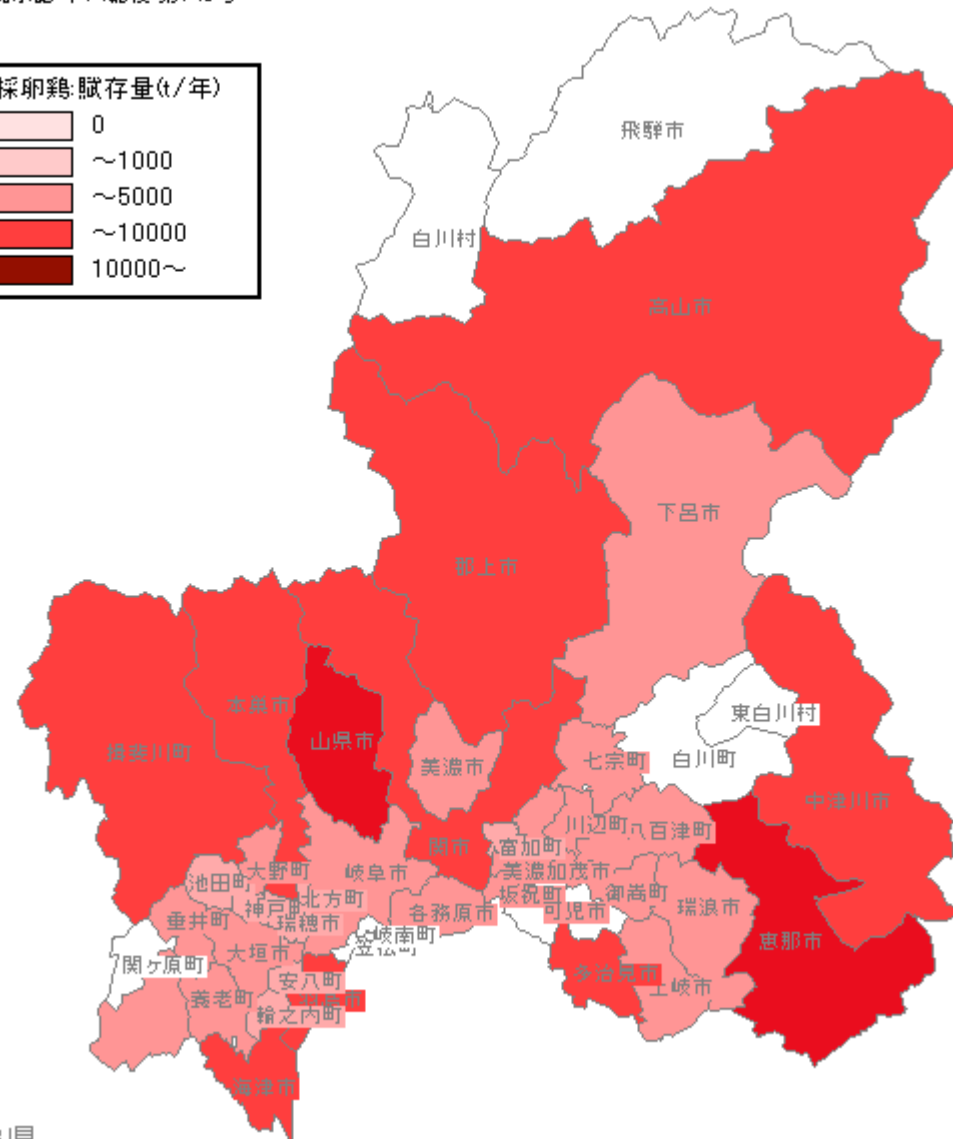 採卵鶏:賦存量(t/年)
0
～1000
～5000
～10000
10000～
飛騨市
白川村
高山市
下呂市
郡上市
本巣市
東白川村
山県市
揖斐川町
美濃市
七宗町
白川町
中津川市
川辺町
八百津町
関市
富加町
大野町
岐阜市
美濃加茂市
池田町
坂祝町
御嵩町
北方町
神戸町
可児市
各務原市
瑞浪市
垂井町
瑞穂市
岐南町
笠松町
恵那市
大垣市
関ヶ原町
多治見市
安八町
土岐市
養老町
羽島市
輪之内町
海津市